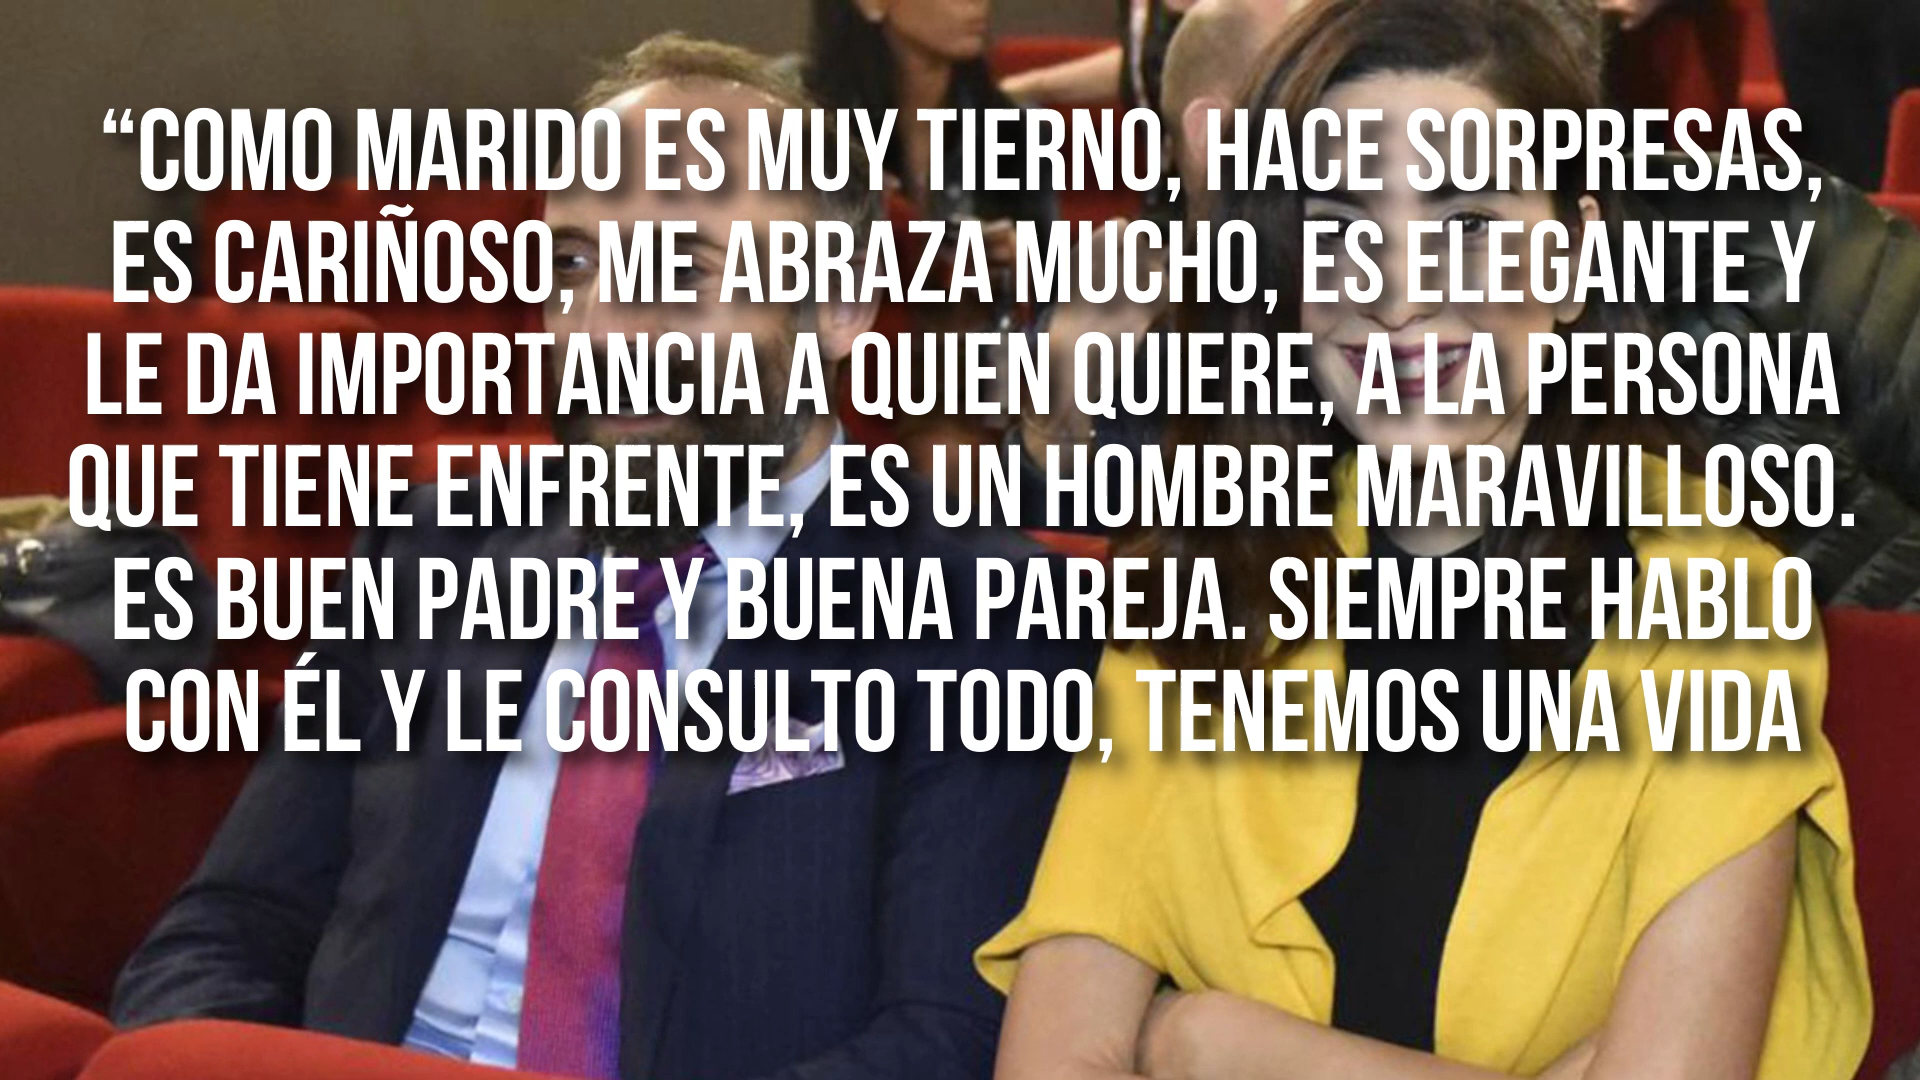 “COMO MARIDO ES MUY TIERNO, HACE SORPRESAS,
ES CARIÑOSO, ME ABRAZA MUCHO, ES ELEGANTE Y
LE DA IMPORTANCIA A QUIEN QUIERE, A LA PERSONA
QUE TIENE ENFRENTE, ES UN HOMBRE MARAVILLOSO.
ES BUEN PADRE Y BUENA PAREJA. SIEMPRE HABLO
CON ÉL Y LE CONSULTO TODO, TENEMOS UNA VIDA